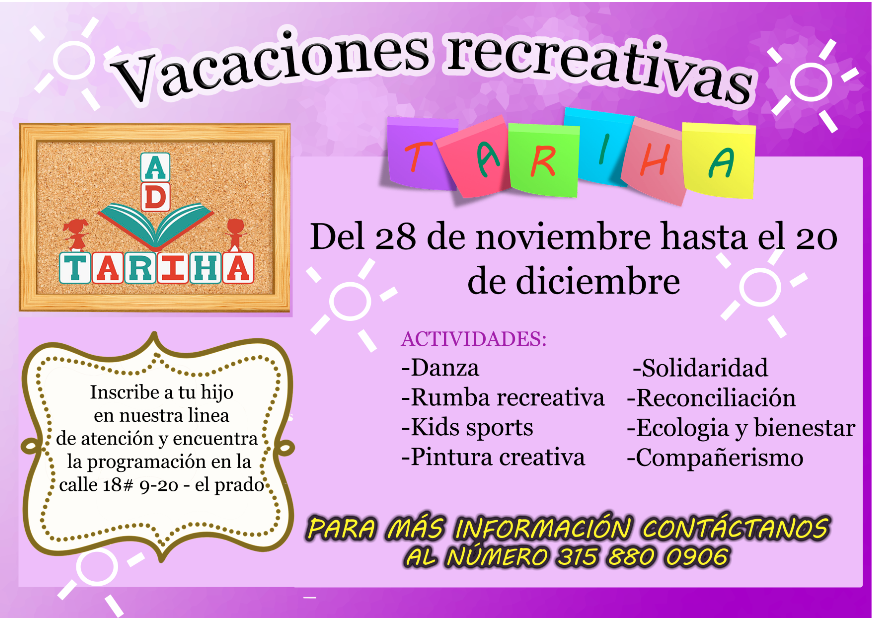 Vacaciones recreativas
TARIHA
A
D
TARIHA
Del 28 de noviembre hasta el 20
de diciembre
ACTIVIDADES:
-Danza
-Rumba recreativa
-Kids sports
-Pintura creativa
-Solidaridad
-Reconciliación
-Ecologia y bienestar
-Compañerismo
Inscribe a tu hijo
en nuestra linea
de atención y encuentra
la programación en la
calle 18# 9-20 - el prado
PARA MÁS INFORMACIÓN CONTÁCTANOS
AL NÚMERO 315 880 0906